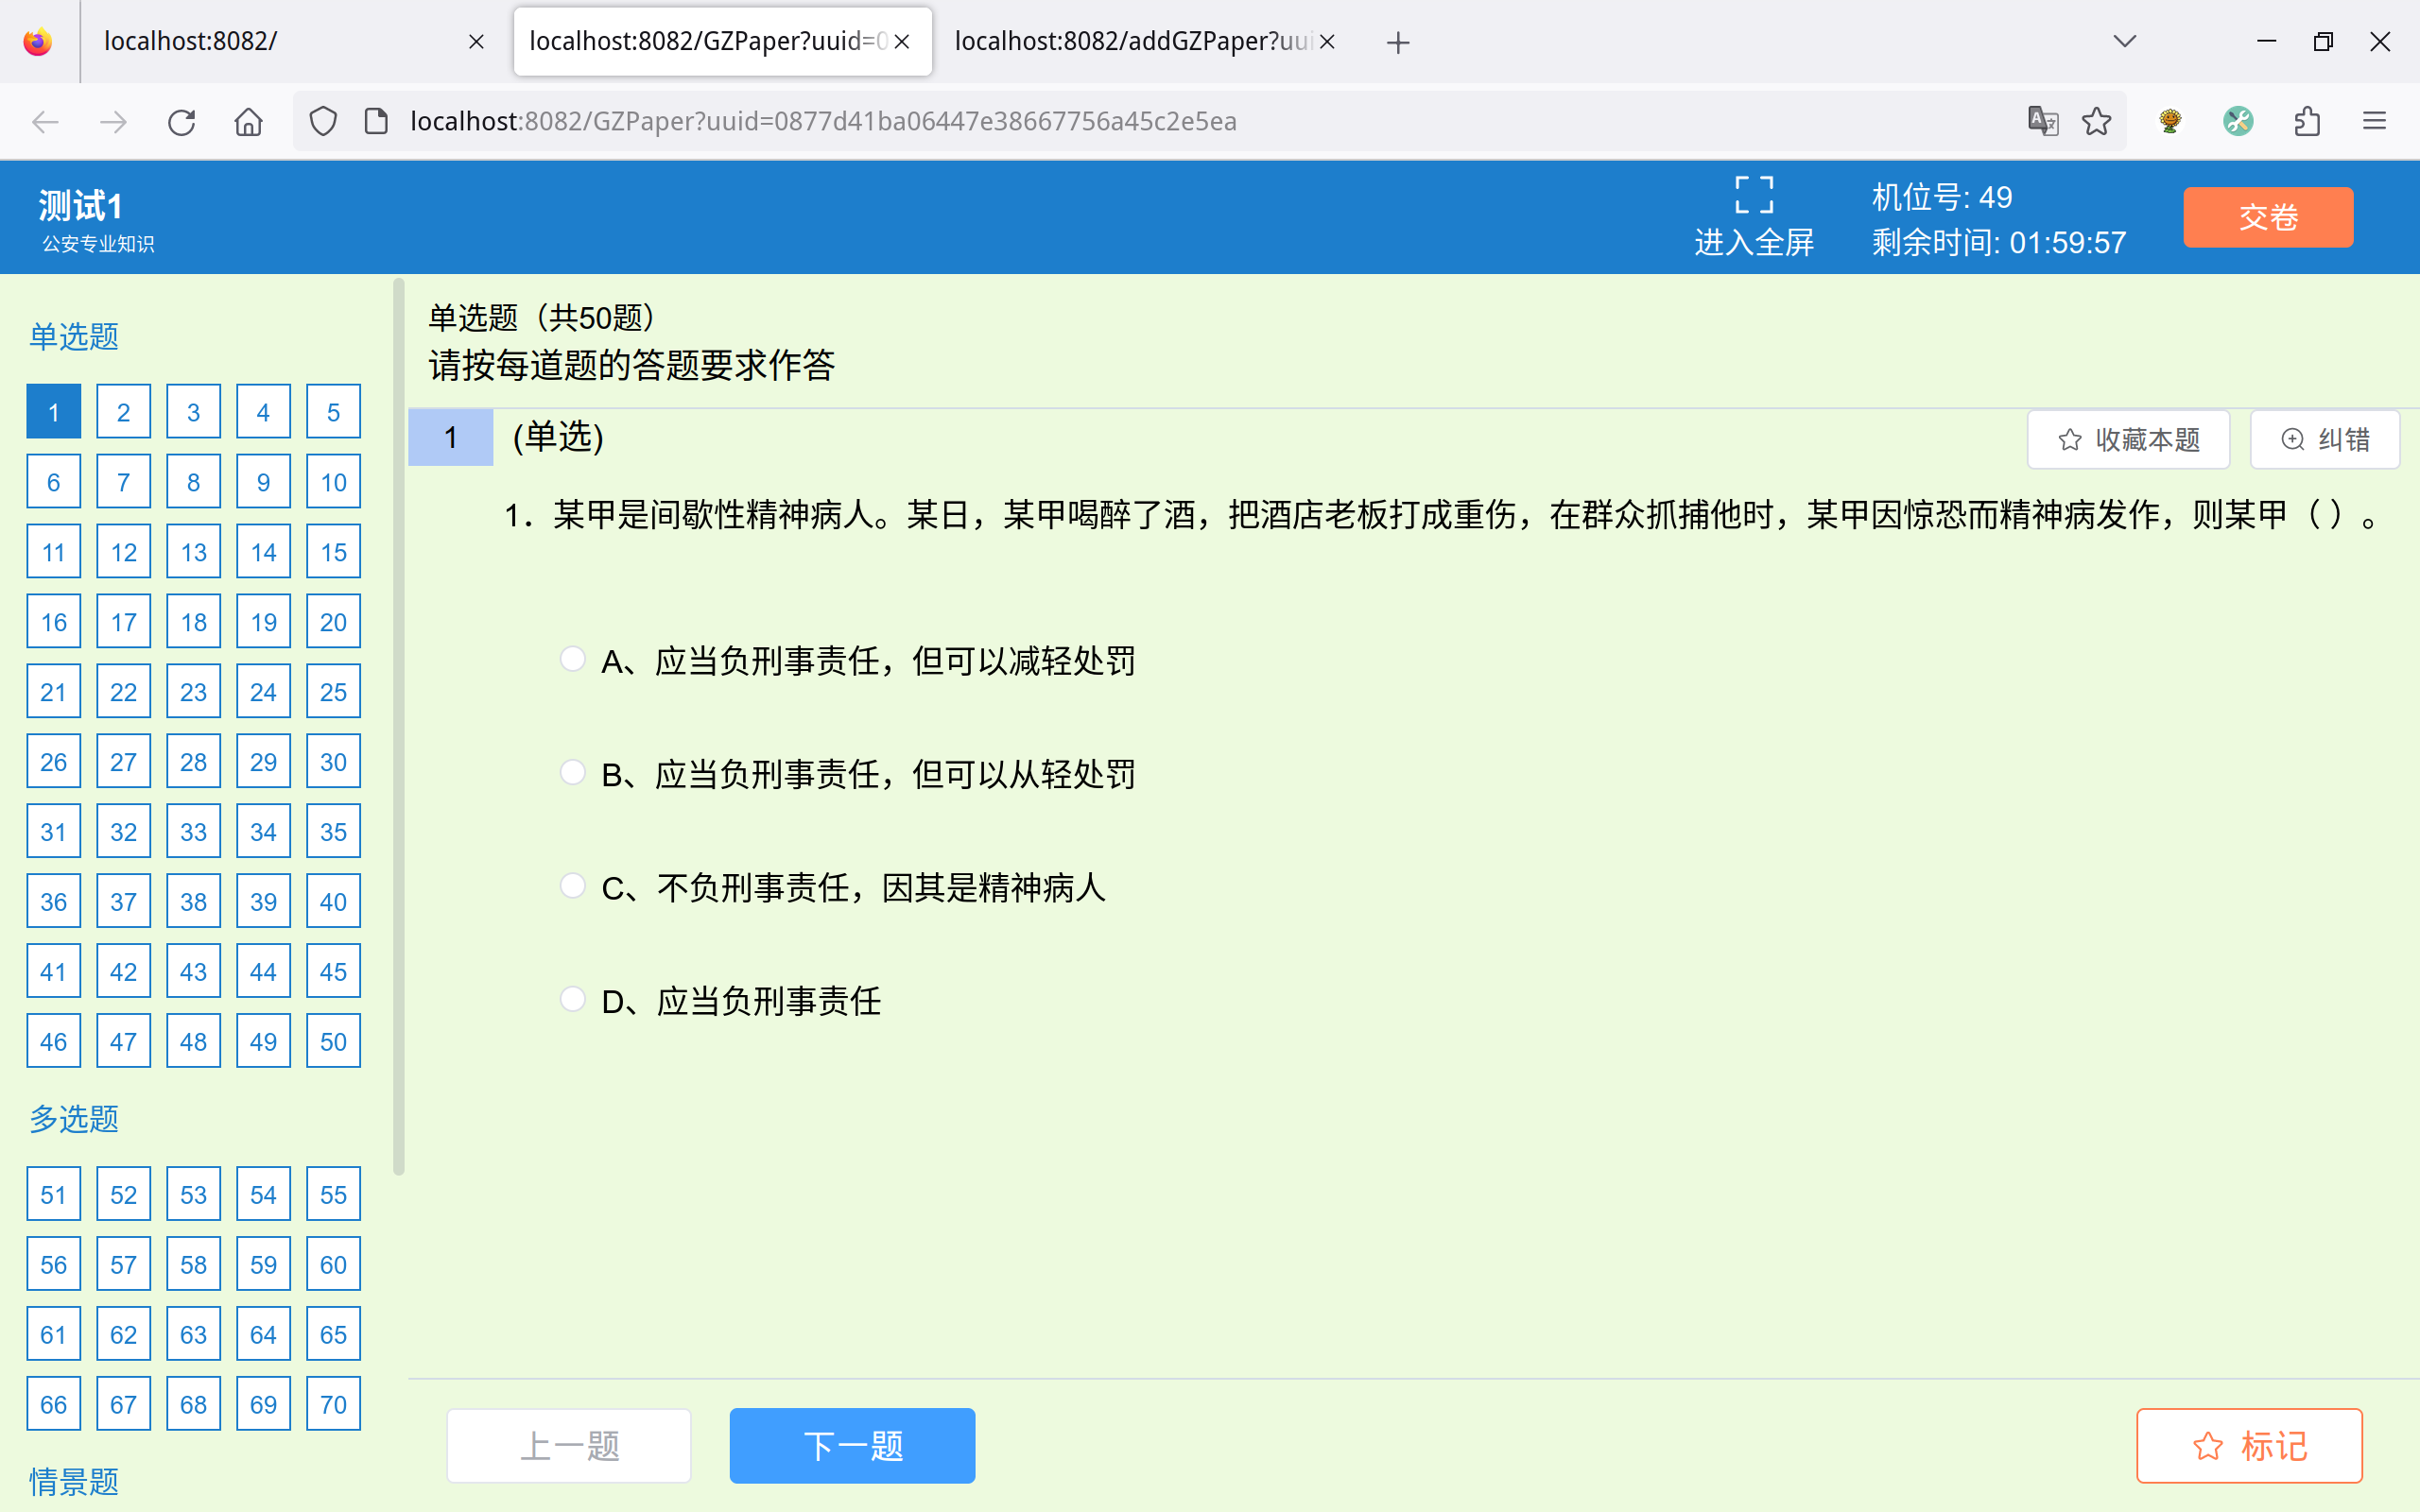 localhost:8082/
localhost:8082/GZPaper?uuid=0
localhost:8082/addGZPaper?uui
localhost:8082/GZPaper?uuid=0877d41ba06447e38667756a45c2e5ea
测试1
公安专业知识
进入全屏
机位号: 49
剩余时间: 01:59:57
交卷
单选题
1 2 3 4 5
6 7 8 9 10
11 12 13 14 15
16 17 18 19 20
21 22 23 24 25
26 27 28 29 30
31 32 33 34 35
36 37 38 39 40
41 42 43 44 45
46 47 48 49 50
多选题
51 52 53 54 55
56 57 58 59 60
61 62 63 64 65
66 67 68 69 70
情景题
单选题（共50题）
请按每道题的答题要求作答
1 (单选)
收藏本题
纠错
1．某甲是间歇性精神病人。某日，某甲喝醉了酒，把酒店老板打成重伤，在群众抓捕他时，某甲因惊恐而精神病发作，则某甲（ ）。
A、应当负刑事责任，但可以减轻处罚
B、应当负刑事责任，但可以从轻处罚
C、不负刑事责任，因其是精神病人
D、应当负刑事责任
上一题
下一题
标记